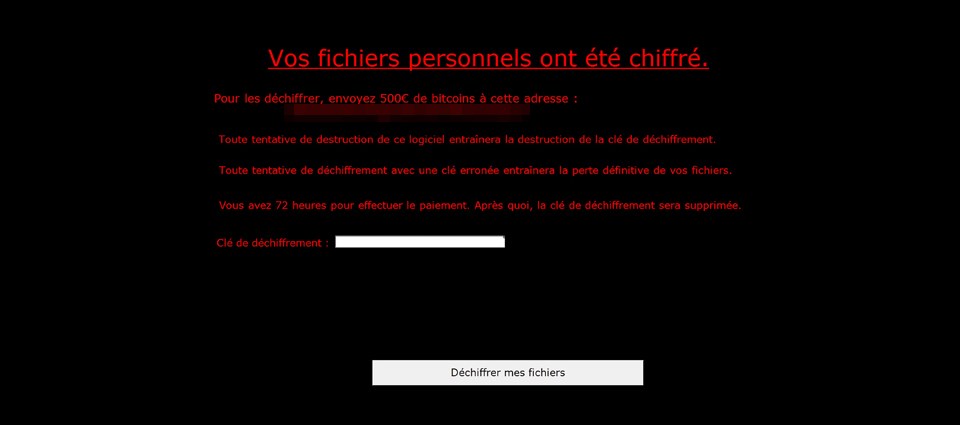 Vos fichiers personnels ont été chiffré.
Pour les déchiffrer, envoyez 500€ de bitcoins à cette adresse :
Toute tentative de destruction de ce logiciel entraînera la destruction de la clé de déchiffrement.
Toute tentative de déchiffrement avec une clé erronée entraînera la perte définitive de vos fichiers.
Vous avez 72 heures pour effectuer le paiement. Après quoi, la clé de déchiffrement sera supprimée.
Clé de déchiffrement :
Déchiffrer mes fichiers